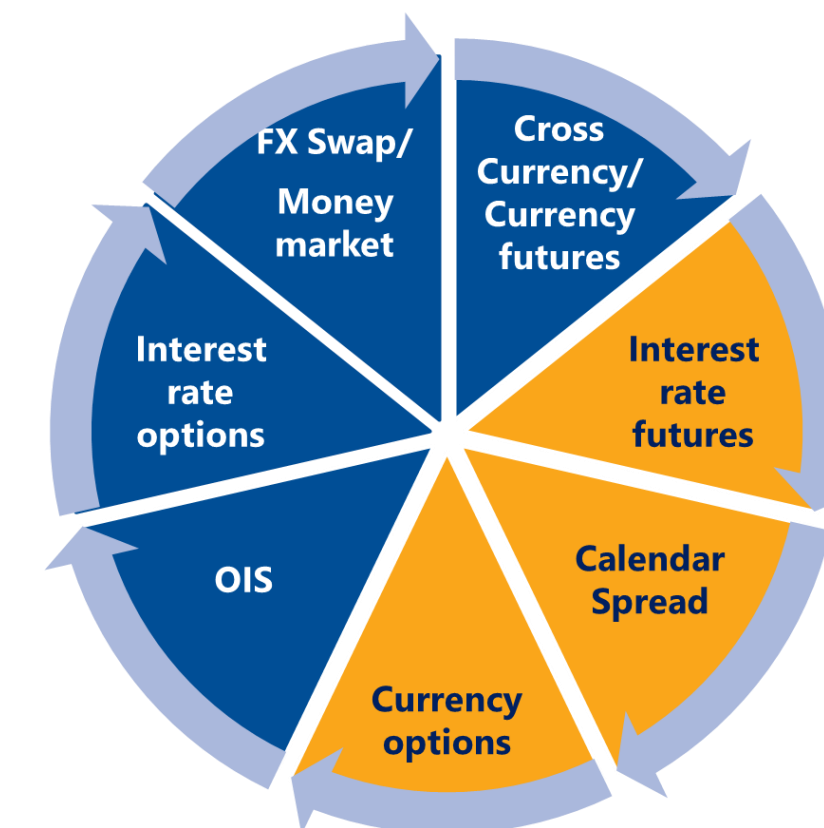 FX Swap/
Money
market
Cross
Currency/
Currency
futures
Interest
rate
futures
Calendar
Spread
Currency
options
OIS
Interest
rate
options